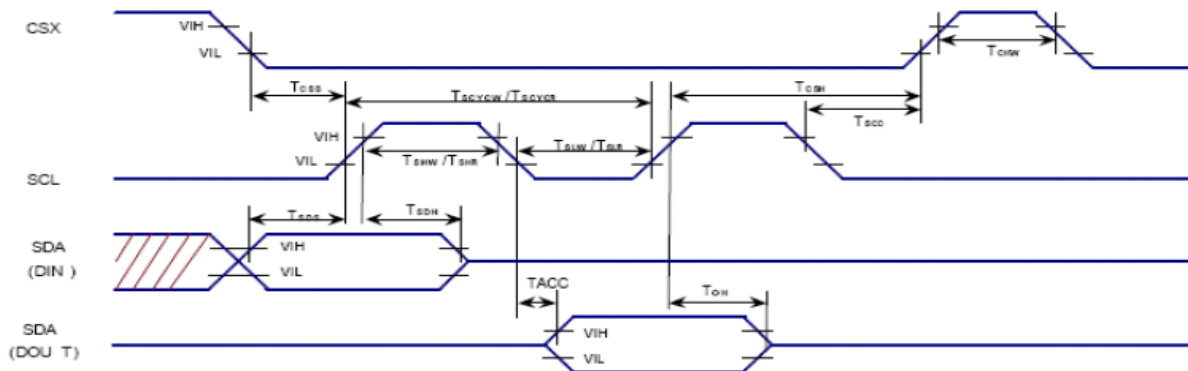 CSX
VIH
VIL
TCHW
TCSS
TSCYCW /TSCYCR
TCSH
TSCC
SCL
VIH
VIL
TSHW /TSHR
TSLW /TSLR
SDA
(DIN )
TSDS
TSDH
VIH
VIL
TACC
TOH
SDA
(DOU T)
VIH
VIL